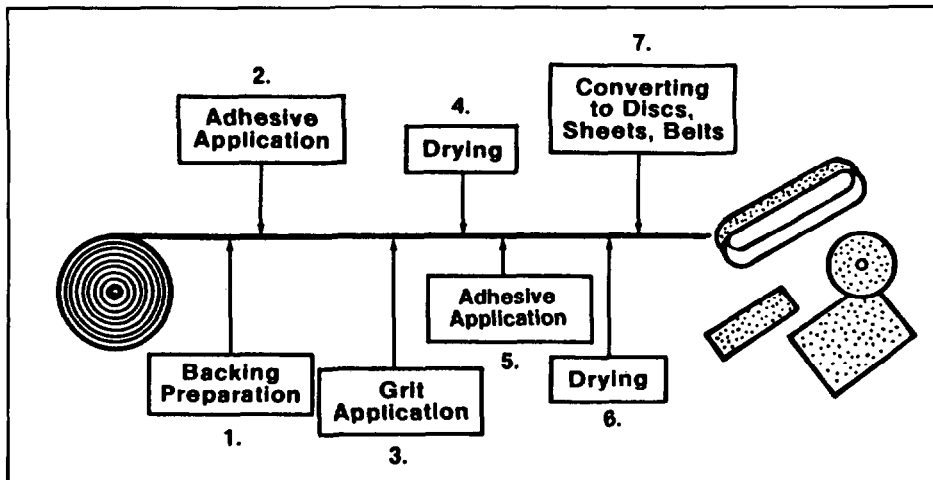 1.
Backing
Preparation
2.
Adhesive
Application
3.
Grit
Application
4.
Drying
5.
Adhesive
Application
6.
Drying
7.
Converting
to Discs,
Sheets, Belts